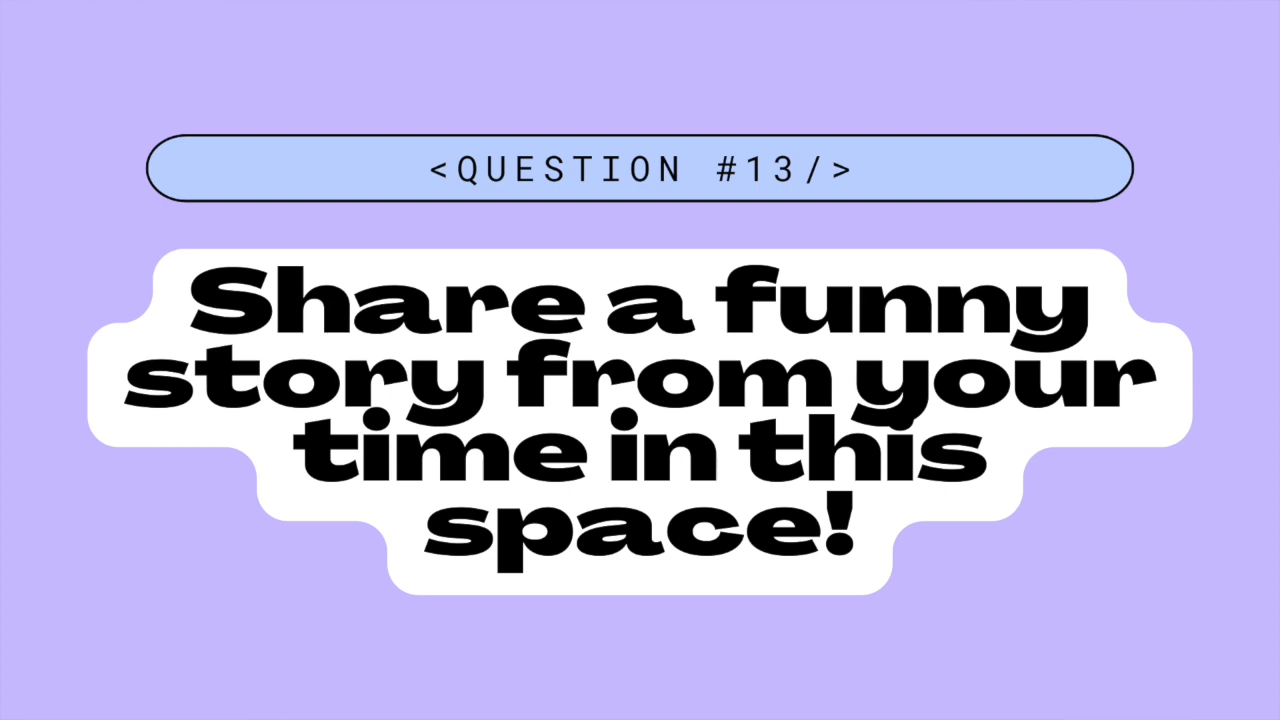 <QUESTION #13/>
Share a funny
story from your
time in this
space!